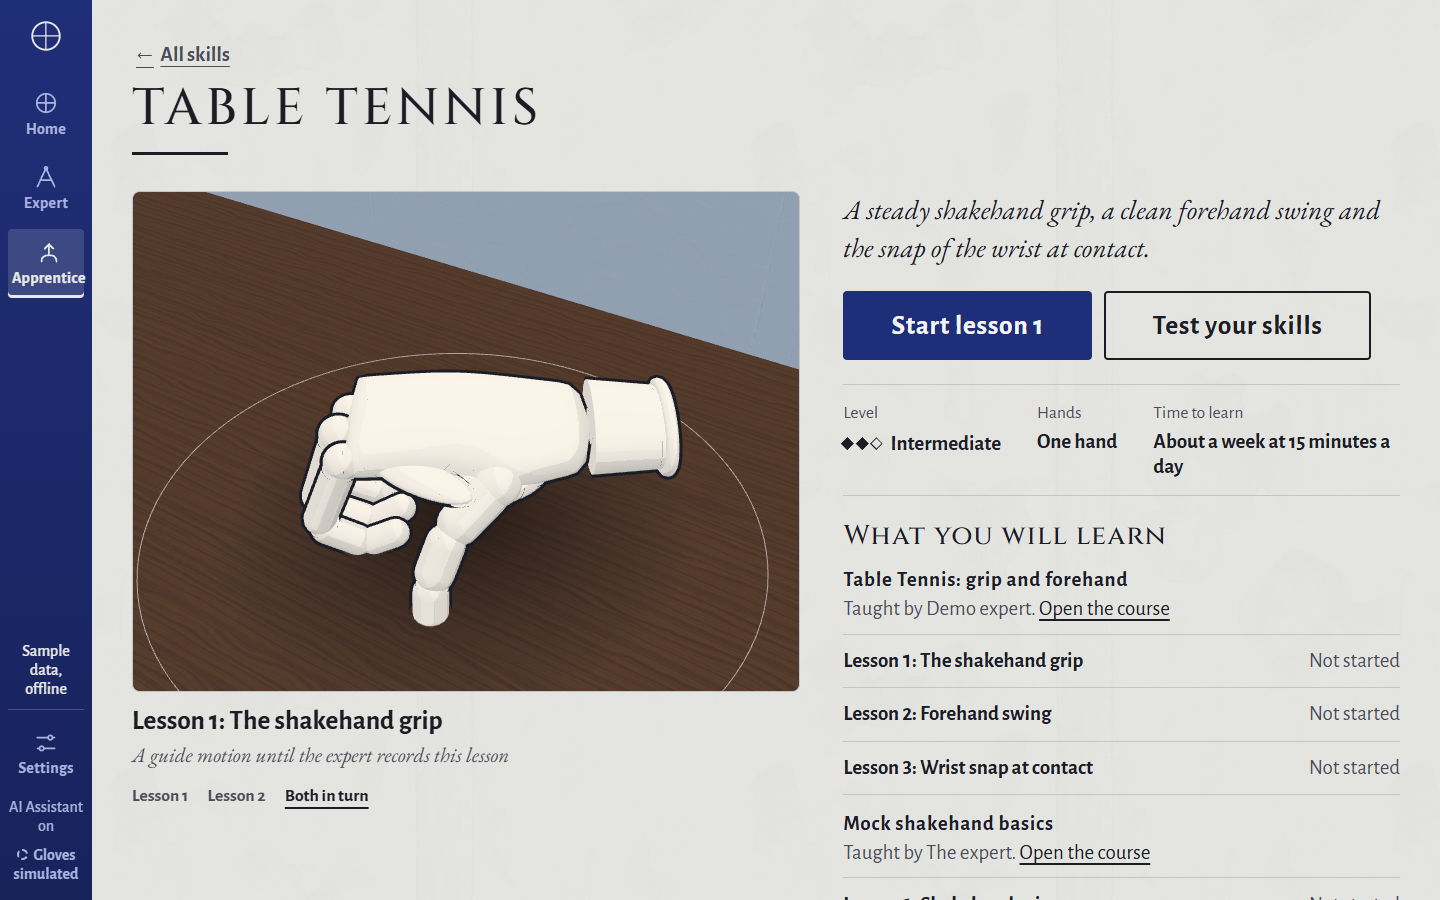 Home
Expert
Apprentice
Sample
data,
offline
Settings
AI Assistant
on
Gloves
simulated
← All skills
TABLE TENNIS
Lesson 1: The shakehand grip
A guide motion until the expert records this lesson
Lesson 1 Lesson 2 Both in turn
A steady shakehand grip, a clean forehand swing and
the snap of the wrist at contact.
Start lesson 1 Test your skills
Level Hands Time to learn
Intermediate One hand About a week at 15 minutes a
day
WHAT YOU WILL LEARN
Table Tennis: grip and forehand
Taught by Demo expert. Open the course
Lesson 1: The shakehand grip Not started
Lesson 2: Forehand swing Not started
Lesson 3: Wrist snap at contact Not started
Mock shakehand basics
Taught by The expert. Open the course